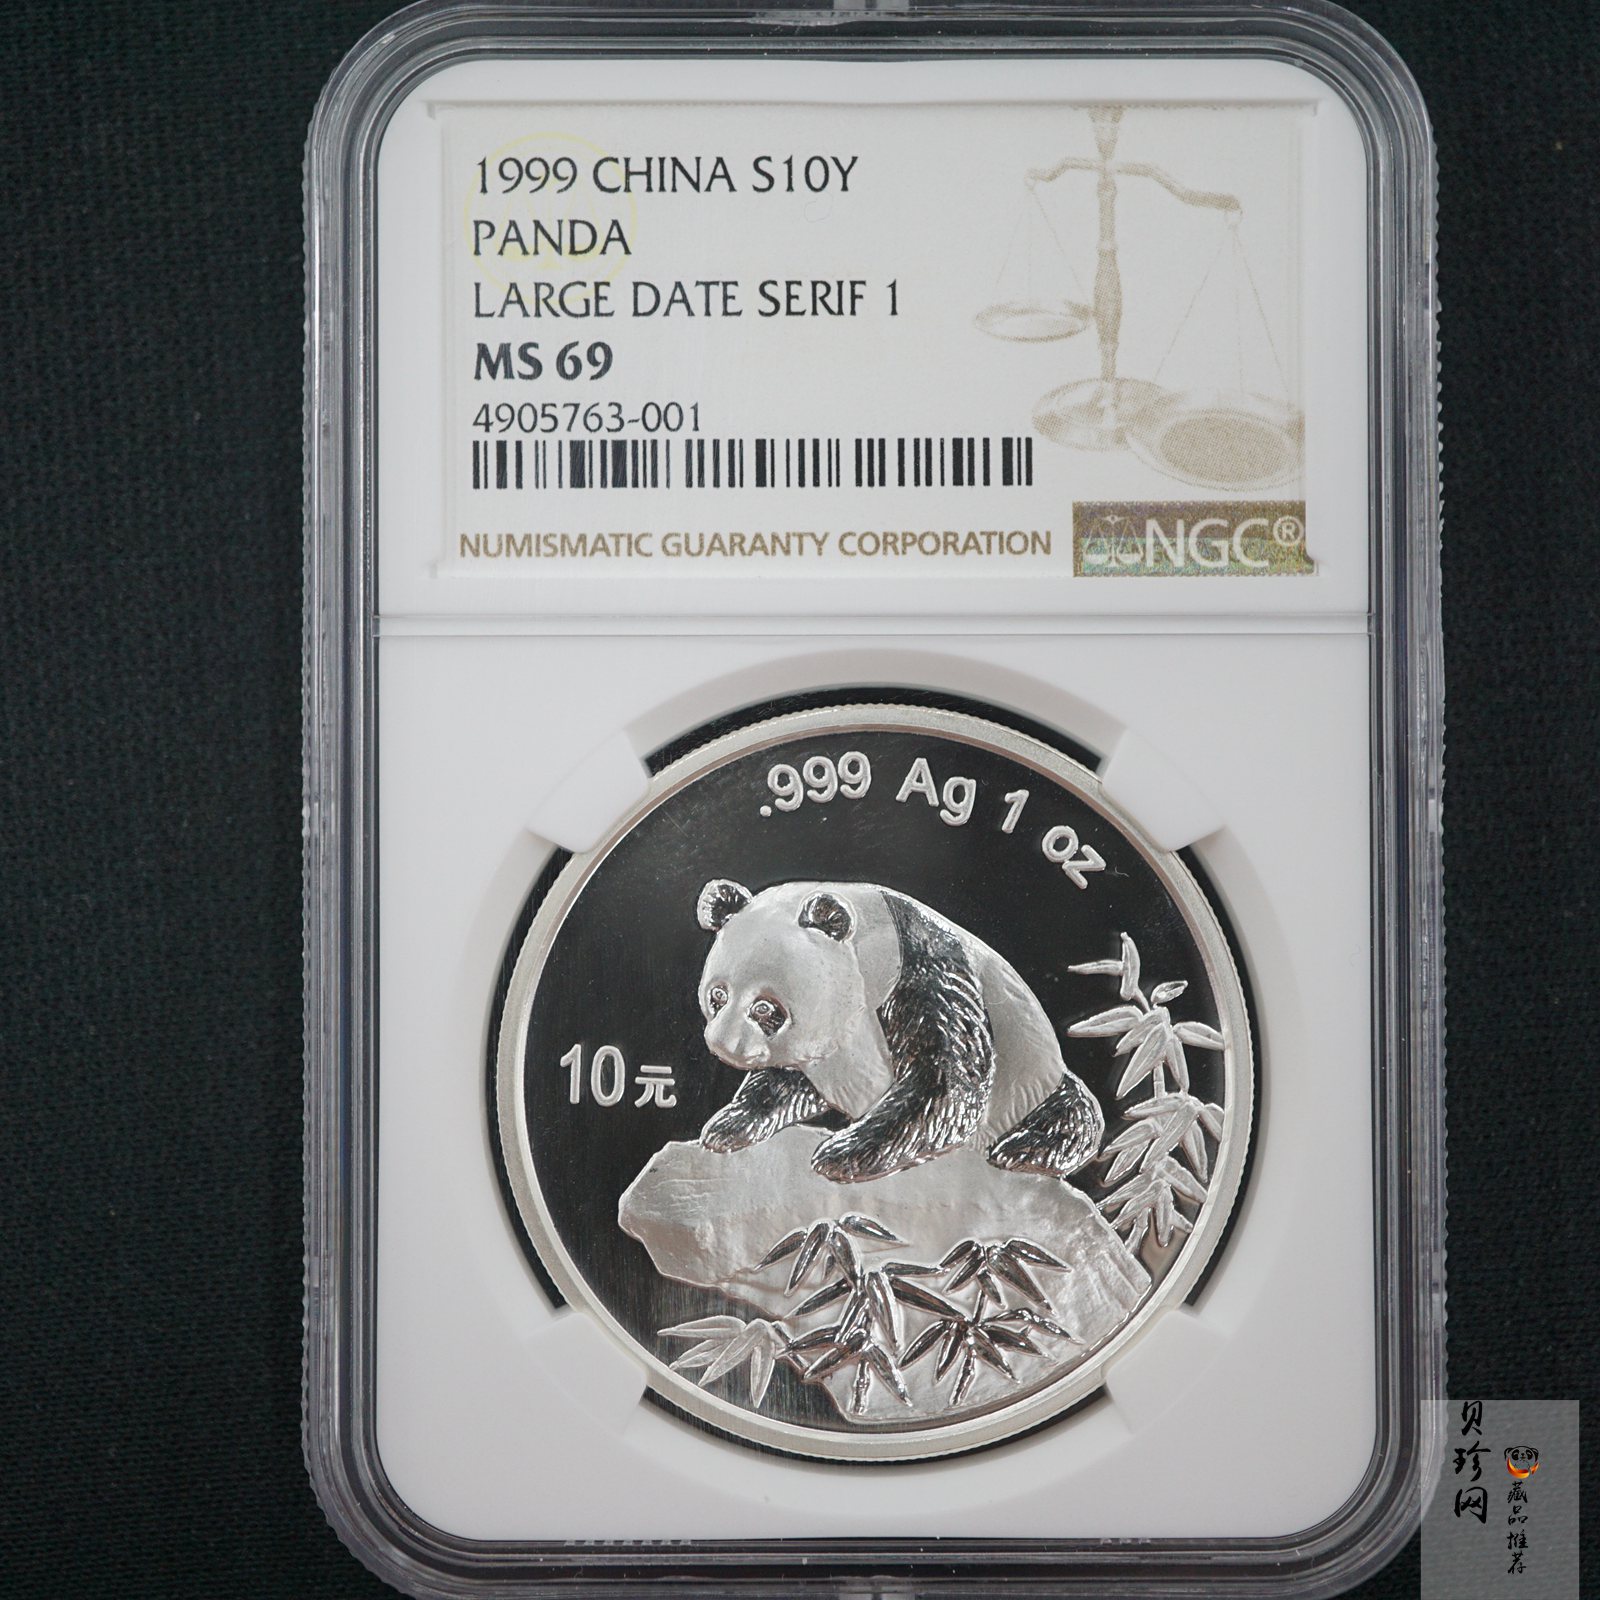 1999 CHINA S10Y
PANDA
LARGE DATE SERIF 1
MS 69
4905763-001
NUMISMATIC GUARANTY CORPORATION
NGC®
.999 Ag 1 oz
10元
贝珍网
藏品推荐